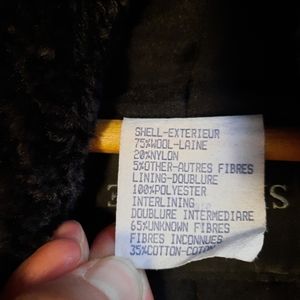 SHELL-EXTERIEUR
75%WOOL-LAINE
20%NYLON
5%OTHER-AUTRES FIBRES
LINING-DOUBLURE
100%POLYESTER
INTERLINING
DOUBLURE INTERMEDIARE
65%UNKNOWN FIBRES
FIBRES INCONNUES
35%COTTON-COTON